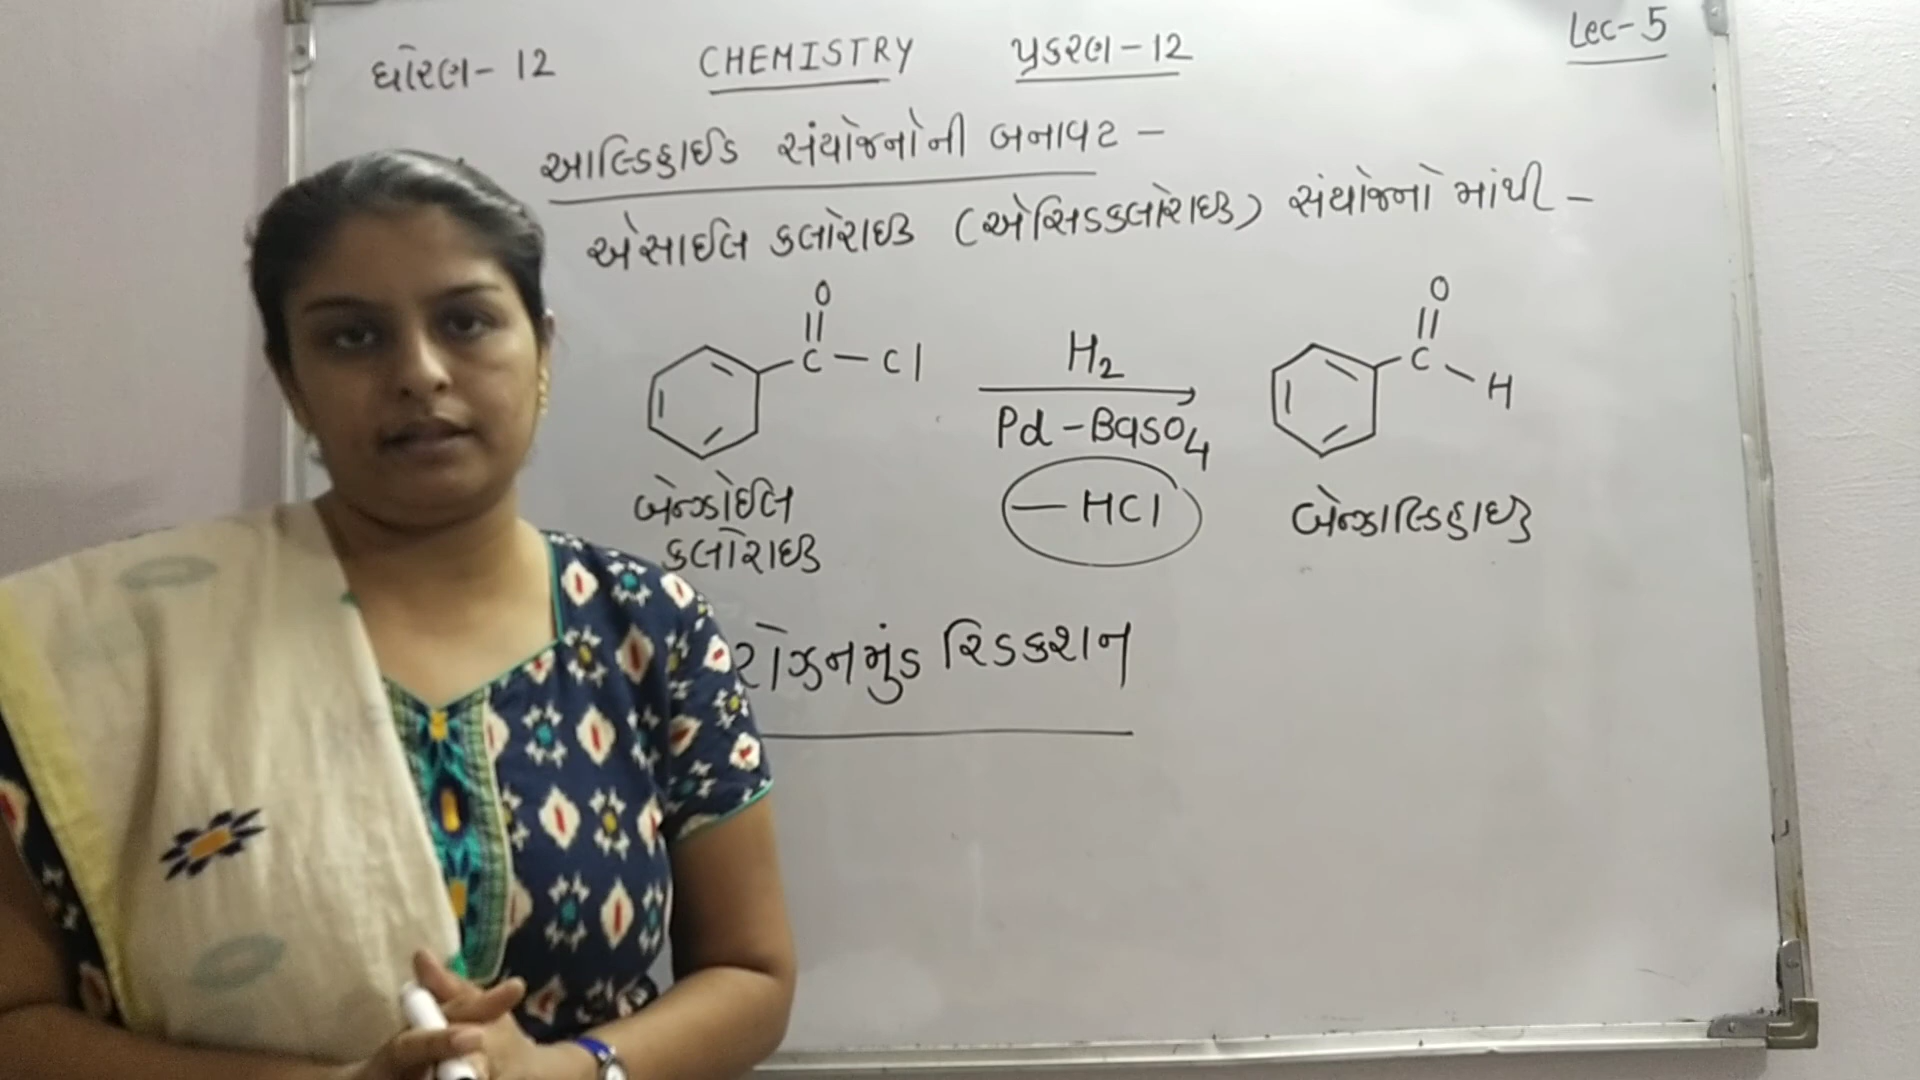 ધોરણ - 12 CHEMISTRY પ્રકરણ - 12 Lec - 5
આલ્ડિહાઈડ સંયોજનોની બનાવટ -
એસાઈલ ક્લોરાઇડ (એસિડક્લોરાઇડ) સંયોજનો માંથી -
O
C - Cl
H2
Pd - BaSO4
- HCl
O
C
H
બેન્ઝોઈલ
ક્લોરાઇડ
બેન્ઝાલ્ડિહાઇડ
રોઝનમુંડ રિડક્શન